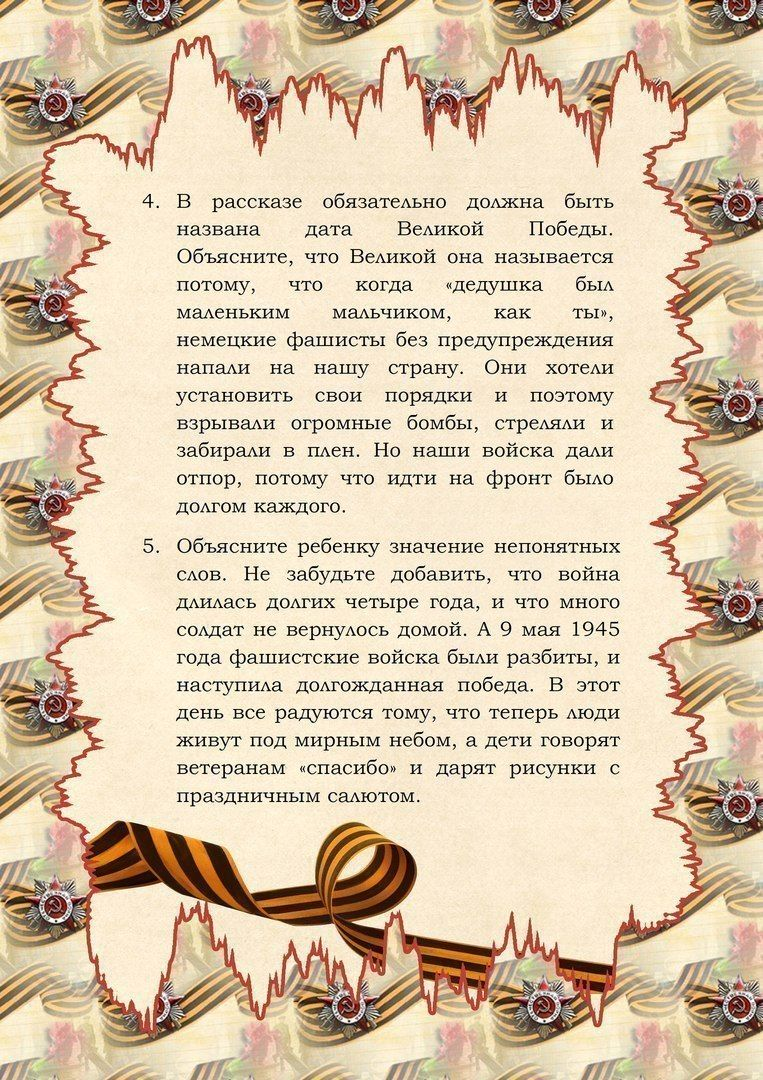 4. В рассказе обязательно должна быть
названа дата Великой Победы.
Объясните, что Великой она называется
потому, что когда «дедушка был
маленьким мальчиком, как ты»,
немецкие фашисты без предупреждения
напали на нашу страну. Они хотели
установить свои порядки и поэтому
взрывали огромные бомбы, стреляли и
забирали в плен. Но наши войска дали
отпор, потому что идти на фронт было
долгом каждого.
5. Объясните ребенку значение непонятных
слов. Не забудьте добавить, что война
длилась долгих четыре года, и что много
солдат не вернулось домой. А 9 мая 1945
года фашистские войска были разбиты, и
наступила долгожданная победа. В этот
день все радуются тому, что теперь люди
живут под мирным небом, а дети говорят
ветеранам «спасибо» и дарят рисунки с
праздничным салютом.